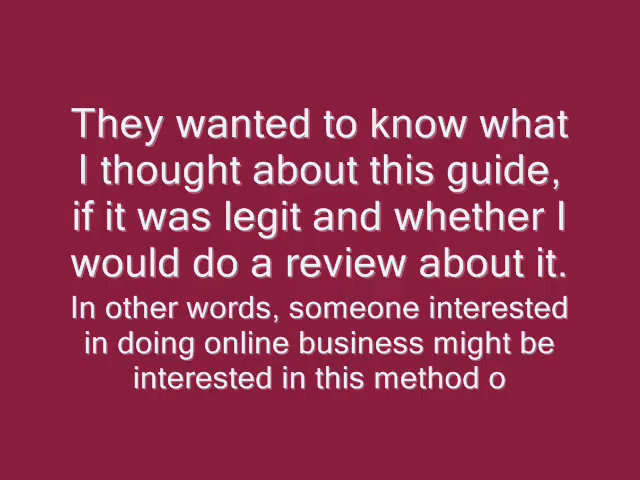 They wanted to know what
I thought about this guide,
if it was legit and whether I
would do a review about it.
In other words, someone interested
in doing online business might be
interested in this method o